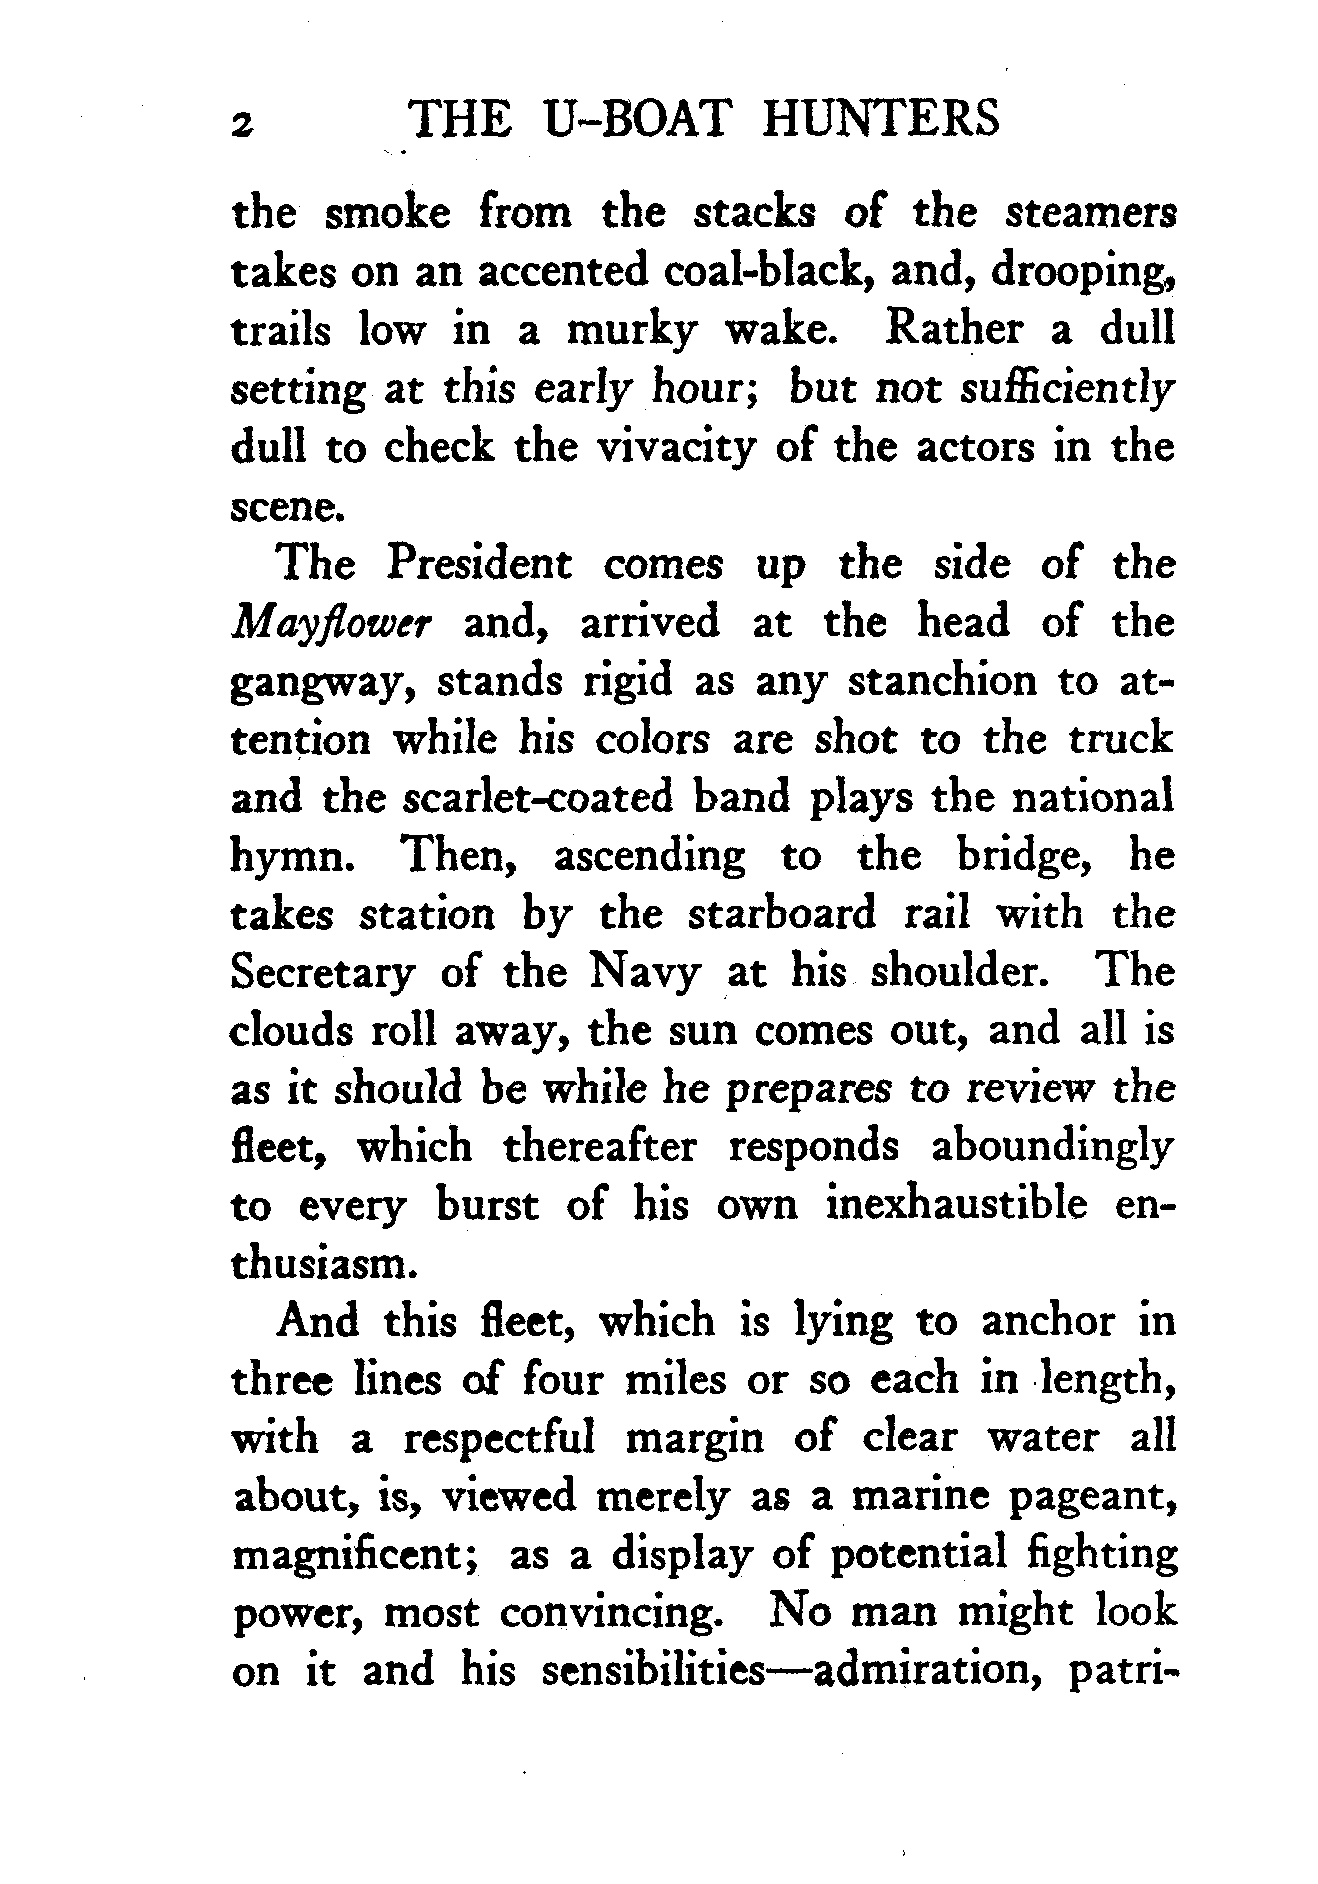 2 THE U-BOAT HUNTERS
the smoke from the stacks of the steamers
takes on an accented coal-black, and, drooping,
trails low in a murky wake. Rather a dull
setting at this early hour; but not sufficiently
dull to check the vivacity of the actors in the
scene.
The President comes up the side of the
Mayflower and, arrived at the head of the
gangway, stands rigid as any stanchion to at-
tention while his colors are shot to the truck
and the scarlet-coated band plays the national
hymn. Then, ascending to the bridge, he
takes station by the starboard rail with the
Secretary of the Navy at his shoulder. The
clouds roll away, the sun comes out, and all is
as it should be while he prepares to review the
fleet, which thereafter responds aboundingly
to every burst of his own inexhaustible en-
thusiasm.
And this fleet, which is lying to anchor in
three lines of four miles or so each in length,
with a respectful margin of clear water all
about, is, viewed merely as a marine pageant,
magnificent; as a display of potential fighting
power, most convincing. No man might look
on it and his sensibilities—admiration, patri-